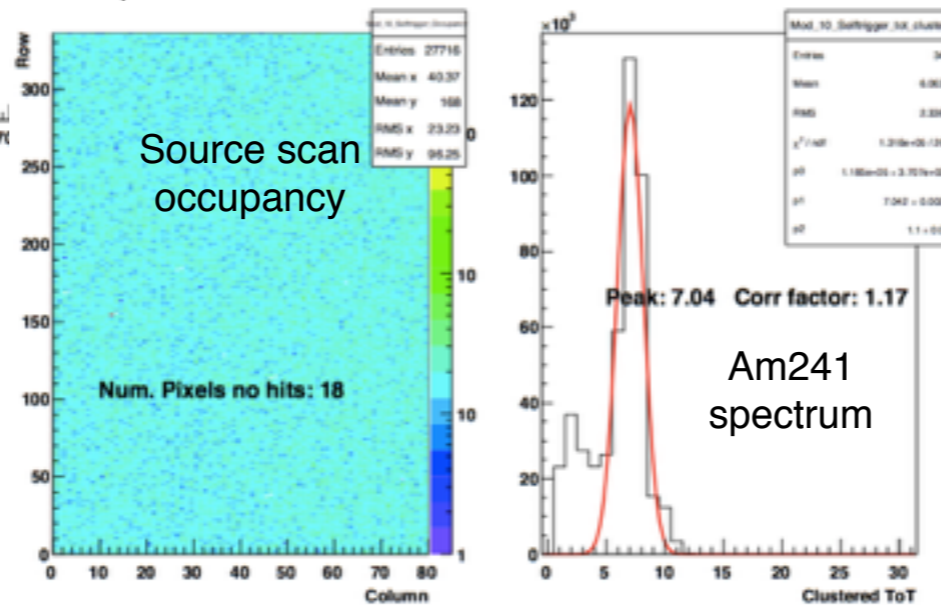 Row
Entries 27716
Mean x 40.37
Mean y 168
RMS x 23.23
RMS y 96.25
Source scan
occupancy
Num. Pixels no hits: 18
300
250
200
150
100
50
0
0 10 20 30 40 50 60 70 80
Column
10
10
1
×10³
120
100
80
60
40
20
0
Entries
Mean
RMS
χ² / ndf
p0
p1
p2
Peak: 7.04 Corr factor: 1.17
Am241
spectrum
0 5 10 15 20 25 30
Clustered ToT